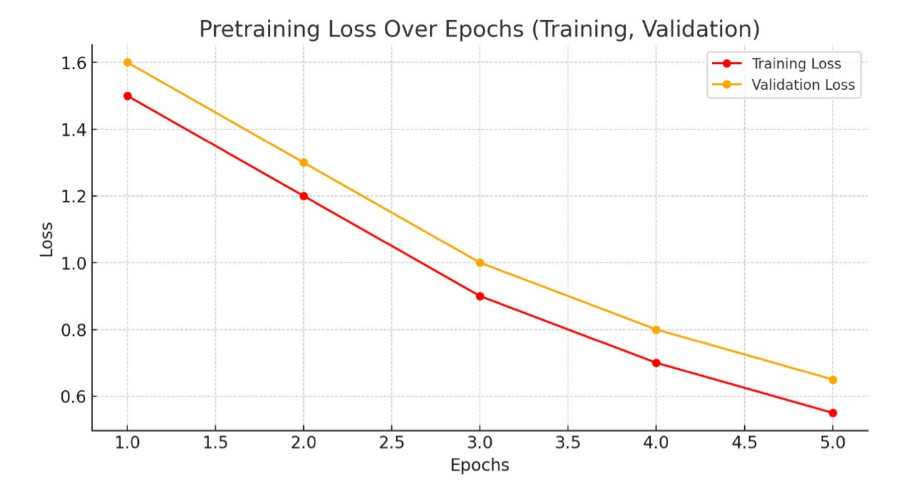 Pretraining Loss Over Epochs (Training, Validation)
Training Loss
Validation Loss
1.6
1.4
1.2
1.0
0.8
0.6
Loss
1.0 1.5 2.0 2.5 3.0 3.5 4.0 4.5 5.0
Epochs